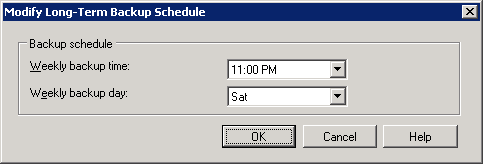 Modify Long-Term Backup Schedule
Backup schedule
Weekly backup time:
11:00 PM
Weekly backup day:
Sat
OK
Cancel
Help